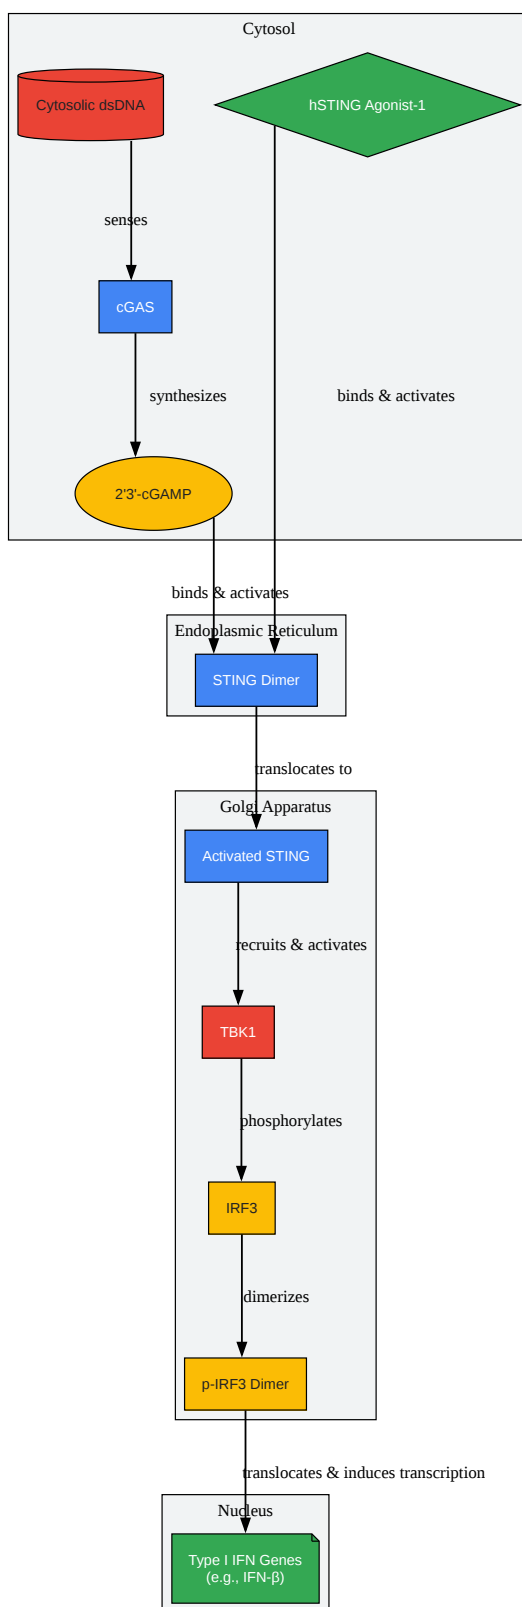 Cytosol
Cytosolic dsDNA
hSTING Agonist-1
senses
cGAS
synthesizes
binds & activates
2'3'-cGAMP
binds & activates
Endoplasmic Reticulum
STING Dimer
translocates to
Golgi Apparatus
Activated STING
recruits & activates
TBK1
phosphorylates
IRF3
dimerizes
p-IRF3 Dimer
translocates & induces transcription
Nucleus
Type I IFN Genes
(e.g., IFN-β)